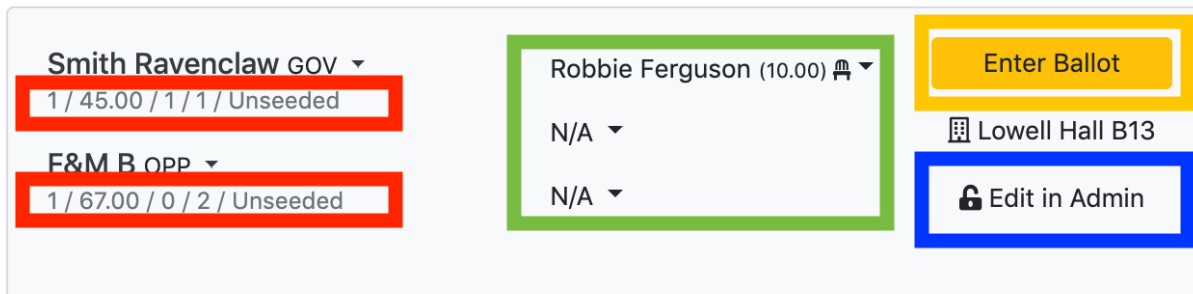 Smith Ravenclaw GOV
1 / 45.00 / 1 / 1 / Unseeded
F&M B OPP
1 / 67.00 / 0 / 2 / Unseeded
Robbie Ferguson (10.00)
N/A
N/A
Enter Ballot
Lowell Hall B13
Edit in Admin